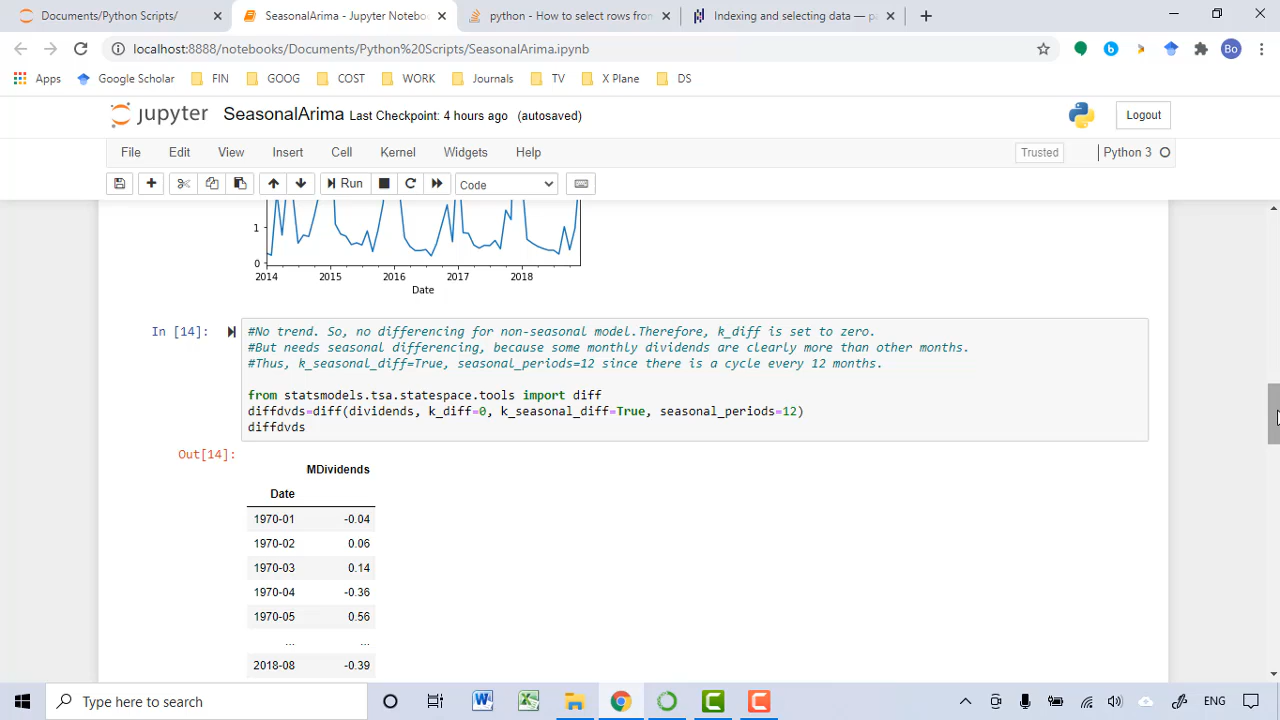 Documents/Python Scripts/
SeasonalArima - Jupyter Notebo
python - How to select rows from
Indexing and selecting data — p
localhost:8888/notebooks/Documents/Python%20Scripts/SeasonalArima.ipynb
Bo
Apps Google Scholar FIN GOOG COST WORK Journals TV X Plane DS
jupyter SeasonalArima Last Checkpoint: 4 hours ago (autosaved)
Logout
File Edit View Insert Cell Kernel Widgets Help
Trusted
Python 3
Run
Code
1
0
2014 2015 2016 2017 2018
Date
In [14]:
#No trend. So, no differencing for non-seasonal model.Therefore, k_diff is set to zero.
#But needs seasonal differencing, because some monthly dividends are clearly more than other months.
#Thus, k_seasonal_diff=True, seasonal_periods=12 since there is a cycle every 12 months.
from statsmodels.tsa.statespace.tools import diff
diffdvds=diff(dividends, k_diff=0, k_seasonal_diff=True, seasonal_periods=12)
diffdvds
Out[14]:
MDividends
Date
1970-01 -0.04
1970-02 0.06
1970-03 0.14
1970-04 -0.36
1970-05 0.56
... ...
2018-08 -0.39
Type here to search
ENG